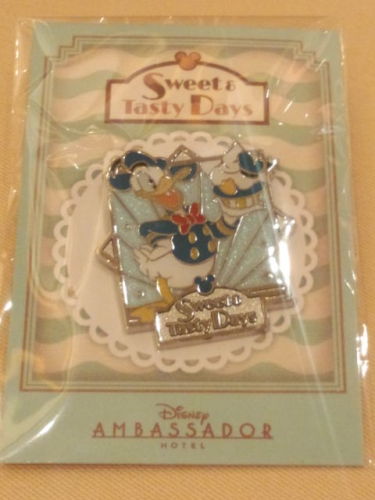 Sweet &
Tasty Days
Sweet &
Tasty Days
Disney
AMBASSADOR
HOTEL